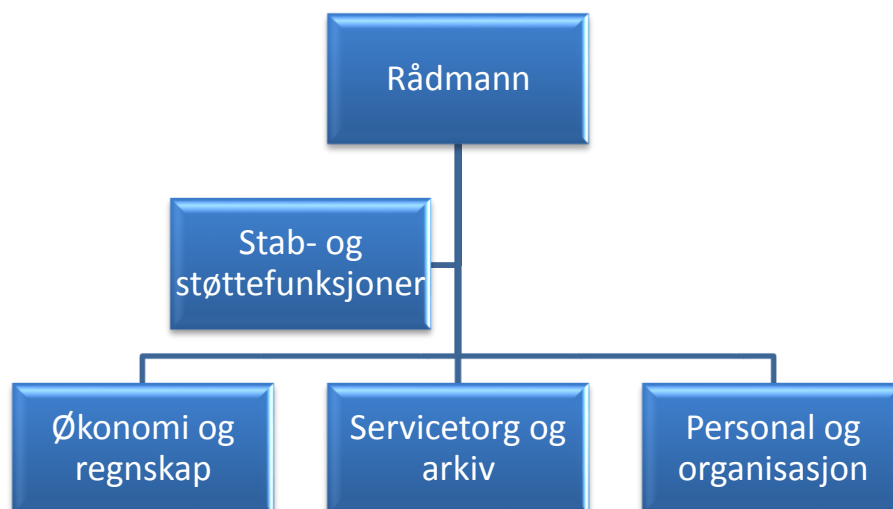 Rådmann
Stab- og
støttefunksjoner
Økonomi og
regnskap
Servicetorg og
arkiv
Personal og
organisasjon